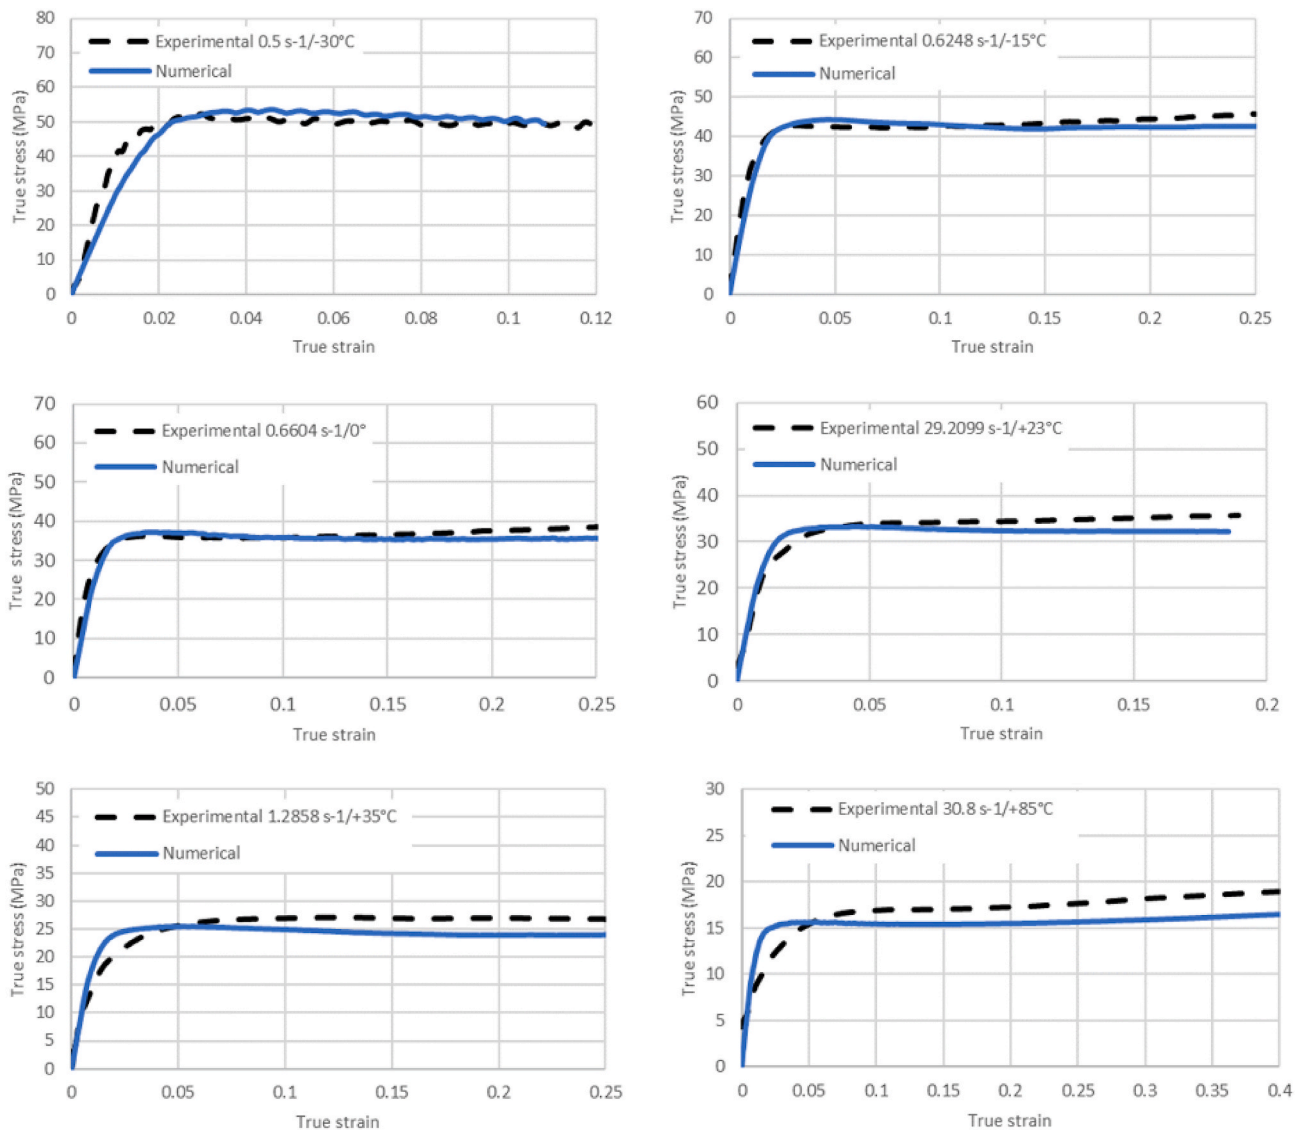 80
70
60
50
40
30
20
10
0
True stress (MPa)
Experimental 0.5 s-1/-30°C
Numerical
0 0.02 0.04 0.06 0.08 0.1 0.12
True strain
70
60
50
40
30
20
10
0
True stress (MPa)
Experimental 0.6248 s-1/-15°C
Numerical
0 0.05 0.1 0.15 0.2 0.25
True strain
70
60
50
40
30
20
10
0
True stress (MPa)
Experimental 0.6604 s-1/0°
Numerical
0 0.05 0.1 0.15 0.2 0.25
True strain
60
50
40
30
20
10
0
True stress (MPa)
Experimental 29.2099 s-1/+23°C
Numerical
0 0.05 0.1 0.15 0.2
True strain
50
45
40
35
30
25
20
15
10
5
0
True stress (MPa)
Experimental 1.2858 s-1/+35°C
Numerical
0 0.05 0.1 0.15 0.2 0.25
True strain
30
25
20
15
10
5
0
True stress (MPa)
Experimental 30.8 s-1/+85°C
Numerical
0 0.05 0.1 0.15 0.2 0.25 0.3 0.35 0.4
True strain